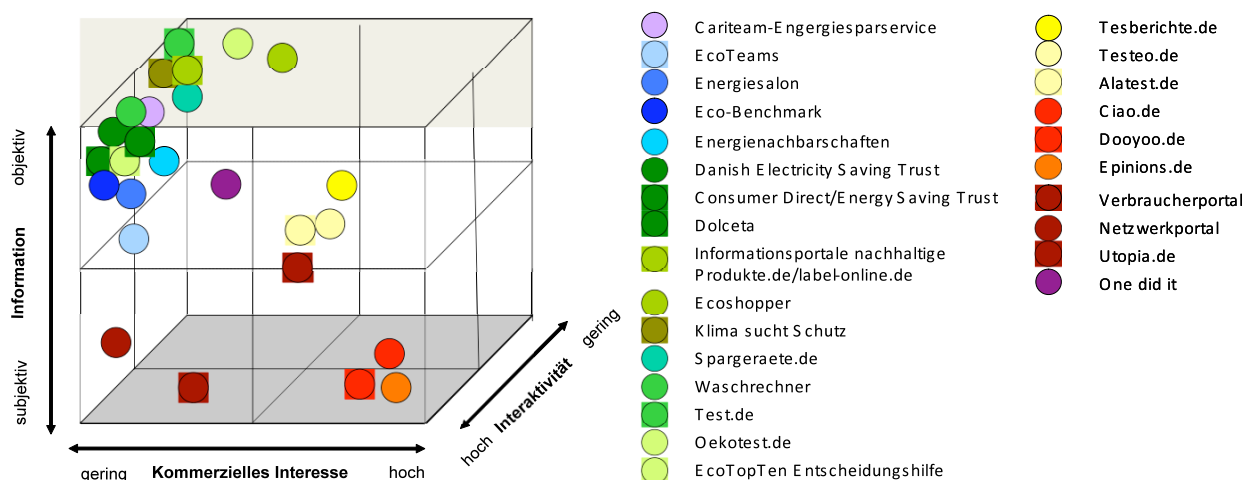 objektiv
Information
subjektiv
gering
Kommerzielles Interesse
hoch
hoch
Interaktivität
gering
Cariteam-Engergiesparservice
EcoTeams
Energiesalon
Eco-Benchmark
Energienachbarschaften
Danish Electricity Saving Trust
Consumer Direct/Energy Saving Trust
Dolceta
Informationsportale nachhaltige
Produkte.de/label-online.de
Ecoshopper
Klima sucht Schutz
Spargeraete.de
Waschrechner
Test.de
Oekotest.de
EcoTopTen Entscheidungshilfe
Tesberichte.de
Testeo.de
Alatest.de
Ciao.de
Dooyoo.de
Epinions.de
Verbraucherportal
Netzwerkportal
Utopia.de
One did it